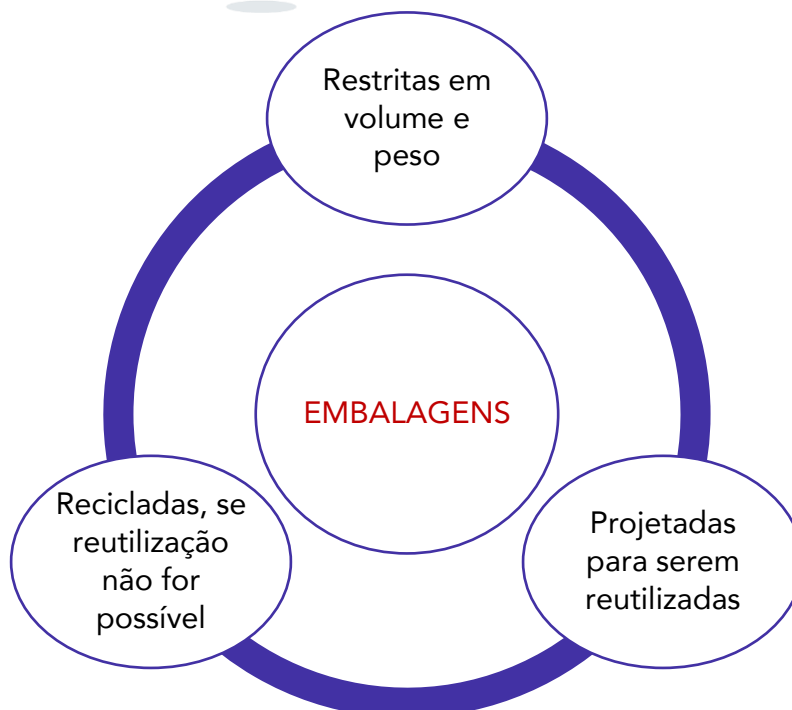 Restritas em
volume e
peso
EMBALAGENS
Recicladas, se
reutilização
não for
possível
Projetadas
para serem
reutilizadas